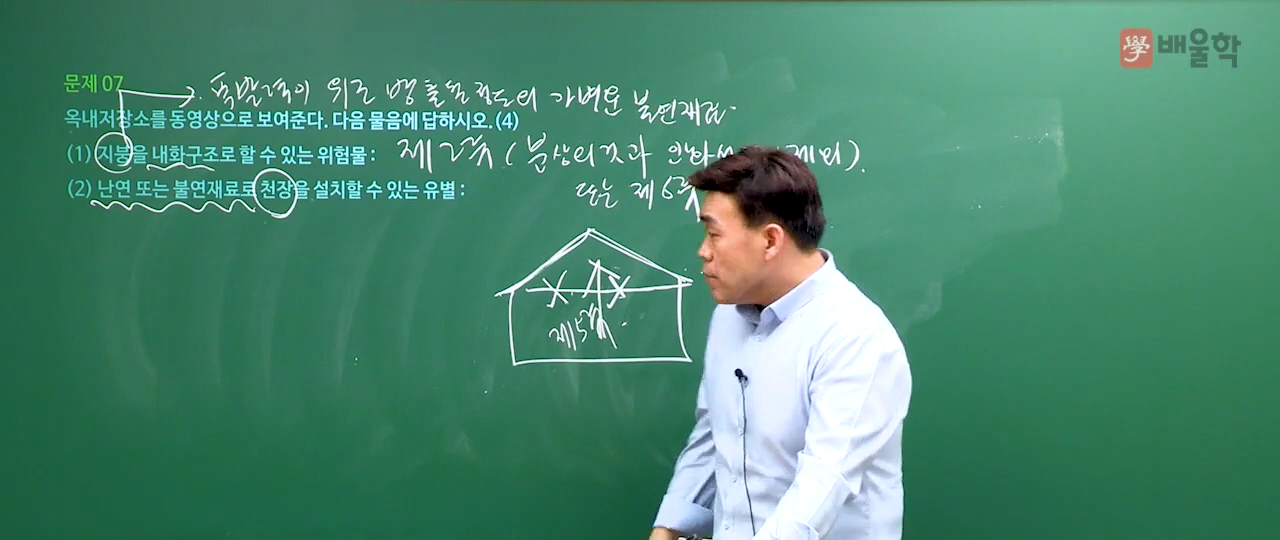 學 배울학
문제 07
폭발력이 위로 방출될 정도의 가벼운 불연재료
옥내저장소를 동영상으로 보여준다. 다음 물음에 답하시오. (4)
(1) 지붕을 내화구조로 할 수 있는 위험물 : 제2류 (분상의것과 인화 제외).
(2) 난연 또는 불연재료로 천장을 설치할 수 있는 유별 :
또는 제6류
제5류